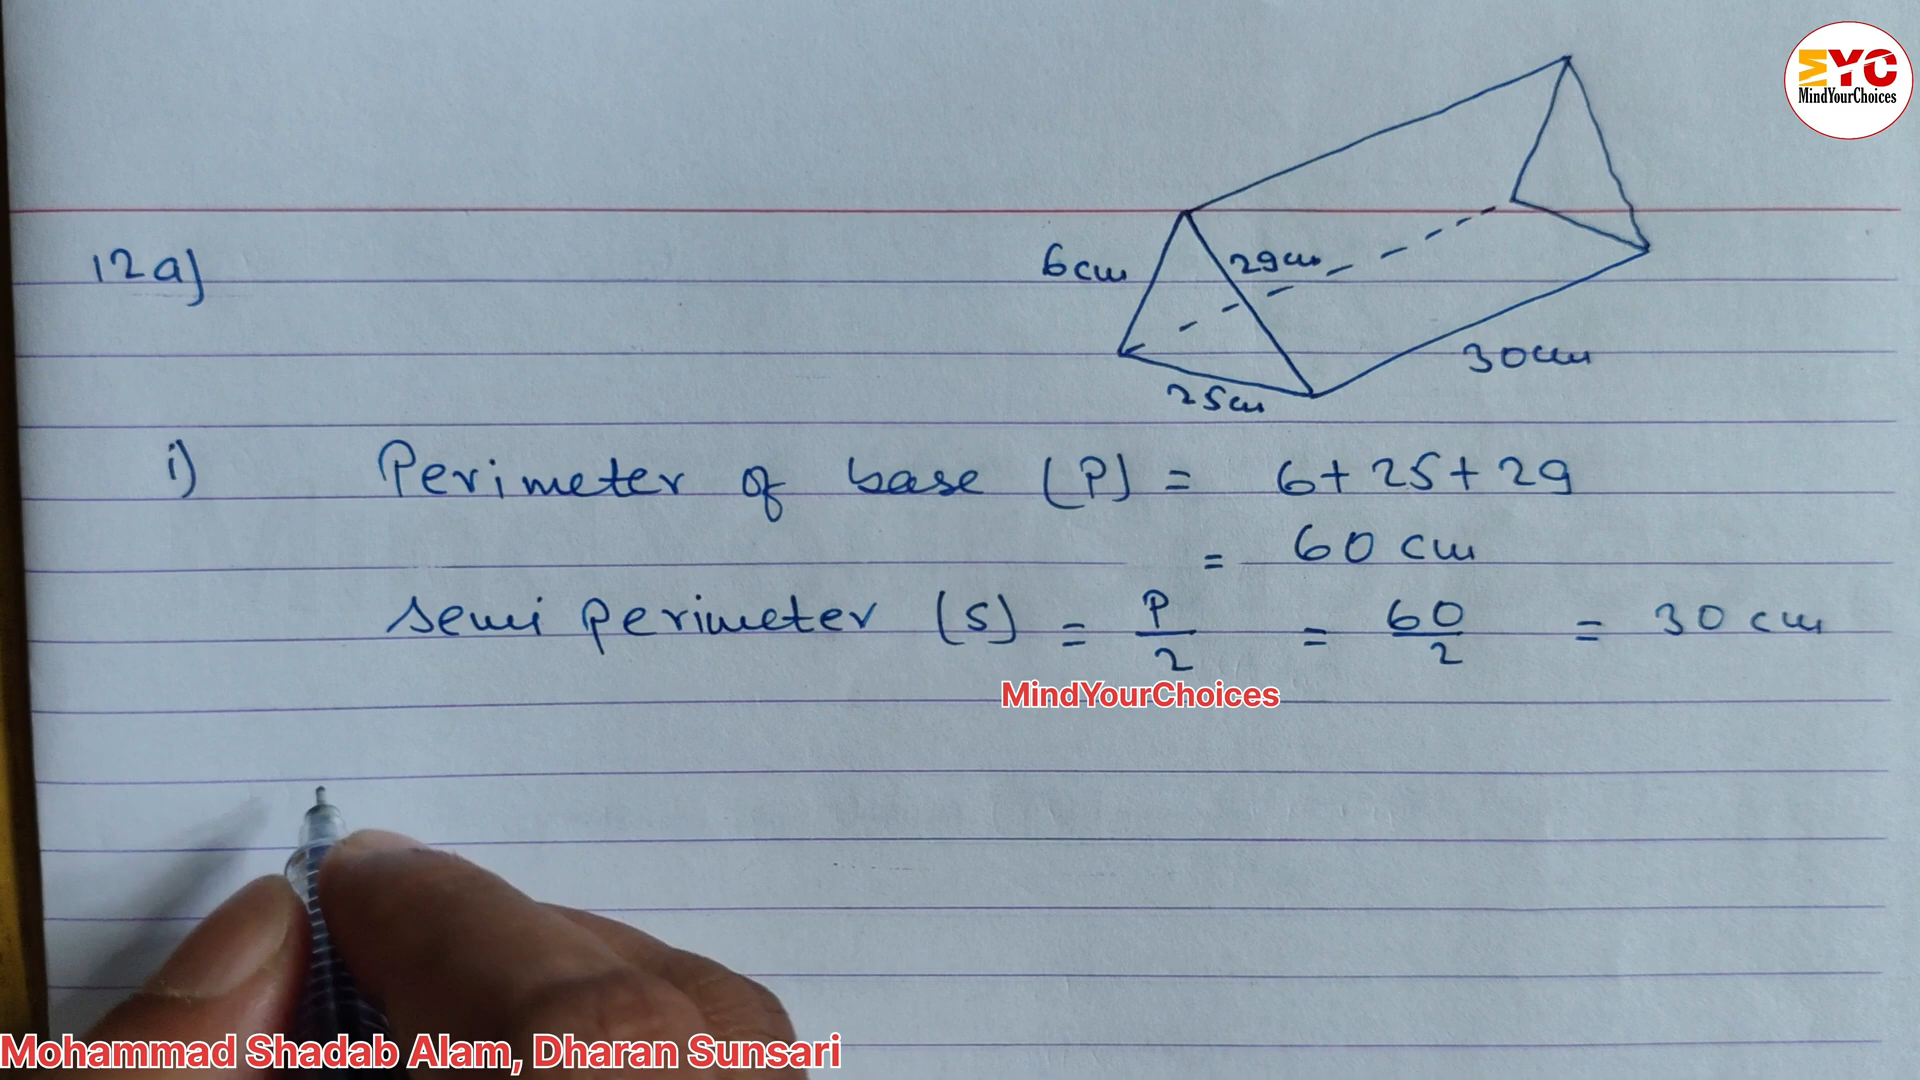 MYC
MindYourChoices
12a)
6cm
29cm
30cm
25cm
i) Perimeter of base (P) = 6+25+29
= 60 cm
semi perimeter (s) = P/2 = 60/2 = 30 cm
MindYourChoices
Mohammad Shadab Alam, Dharan Sunsari